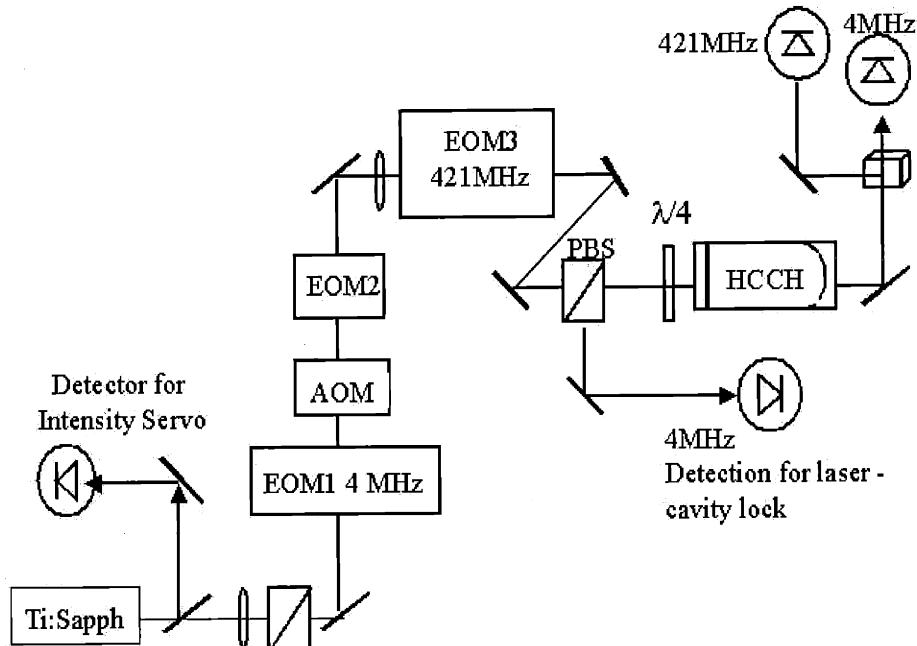 421MHz
4MHz
EOM3
421MHz
λ/4
PBS
HCCH
EOM2
AOM
Detector for
Intensity Servo
EOM1 4 MHz
4MHz
Detection for laser -
cavity lock
Ti:Sapph